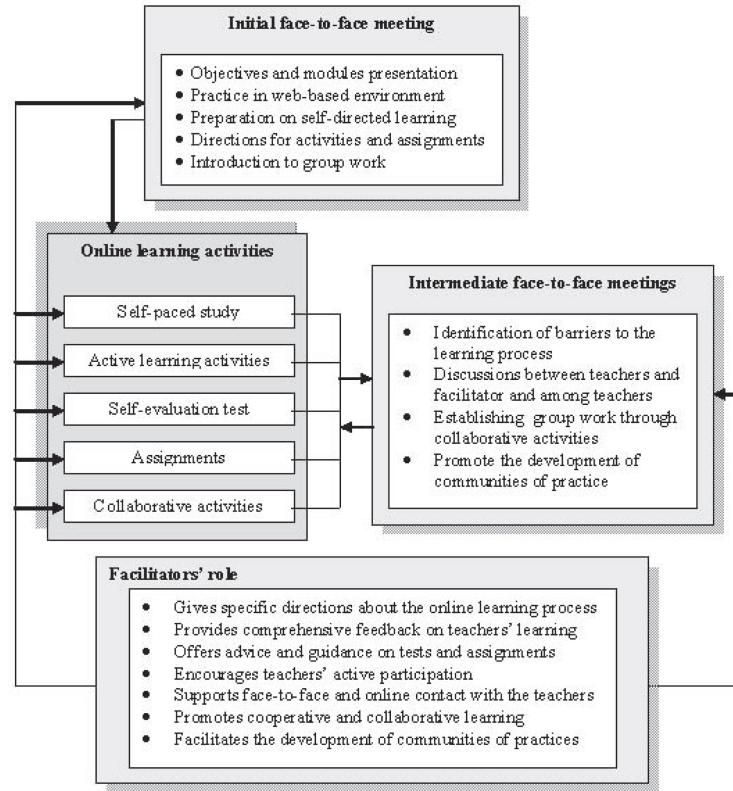 Initial face-to-face meeting
• Objectives and modules presentation
• Practice in web-based environment
• Preparation on self-directed learning
• Directions for activities and assignments
• Introduction to group work
Online learning activities
Self-paced study
Active learning activities
Self-evaluation test
Assignments
Collaborative activities
Intermediate face-to-face meetings
• Identification of barriers to the
learning process
• Discussions between teachers and
facilitator and among teachers
• Establishing group work through
collaborative activities
• Promote the development of
communities of practice
Facilitators' role
• Gives specific directions about the online learning process
• Provides comprehensive feedback on teachers' learning
• Offers advice and guidance on tests and assignments
• Encourages teachers' active participation
• Supports face-to-face and online contact with the teachers
• Promotes cooperative and collaborative learning
• Facilitates the development of communities of practices